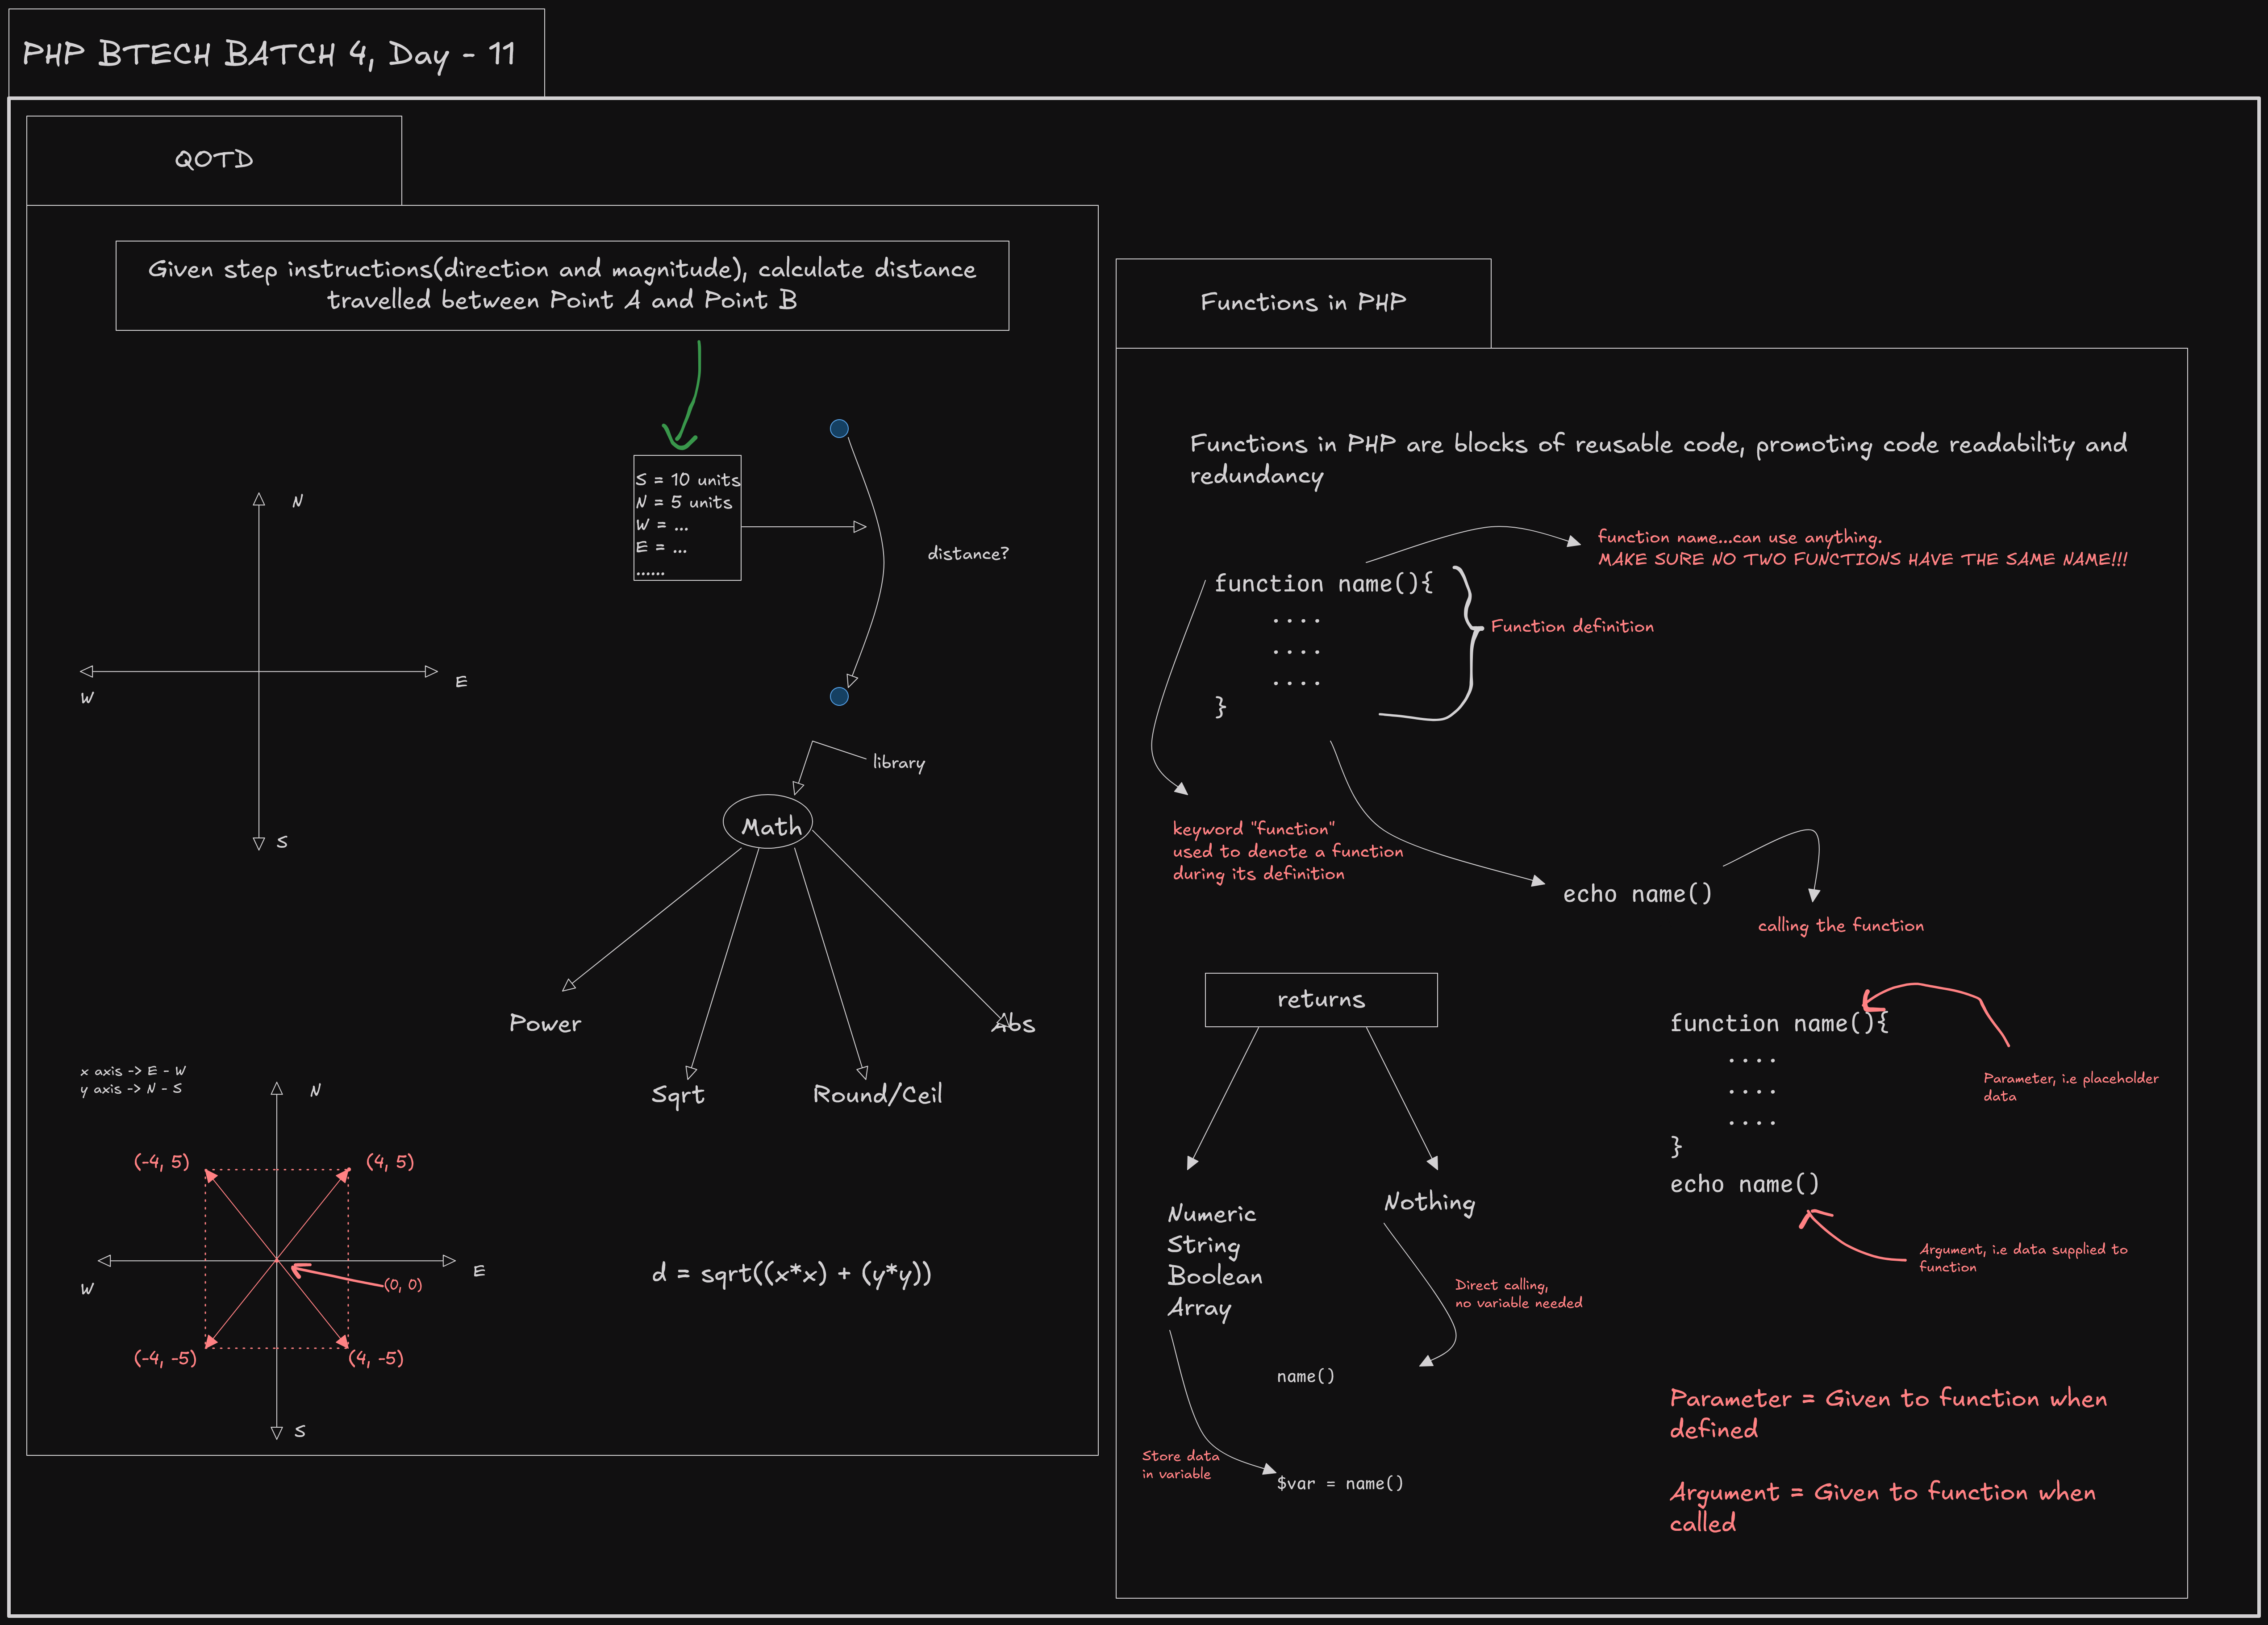 PHP BTECH BATCH 4, Day - 11
QOTD
Given step instructions(direction and magnitude), calculate distance
travelled between Point A and Point B
S = 10 units
N = 5 units
W = ...
E = ...
......
distance?
N
W
E
S
library
Math
Power
Sqrt
Round/Ceil
Abs
x axis -> E - W
y axis -> N - S
N
(-4, 5)
(4, 5)
W
E
(0, 0)
(-4, -5)
(4, -5)
S
d = sqrt((x*x) + (y*y))
Functions in PHP
Functions in PHP are blocks of reusable code, promoting code readability and
redundancy
function name...can use anything.
MAKE SURE NO TWO FUNCTIONS HAVE THE SAME NAME!!!
function name(){
....
....
....
}
Function definition
keyword "function"
used to denote a function
during its definition
echo name()
calling the function
returns
Numeric
String
Boolean
Array
Nothing
Direct calling,
no variable needed
name()
Store data
in variable
$var = name()
function name(){
....
....
....
}
echo name()
Parameter, i.e placeholder
data
Argument, i.e data supplied to
function
Parameter = Given to function when
defined
Argument = Given to function when
called